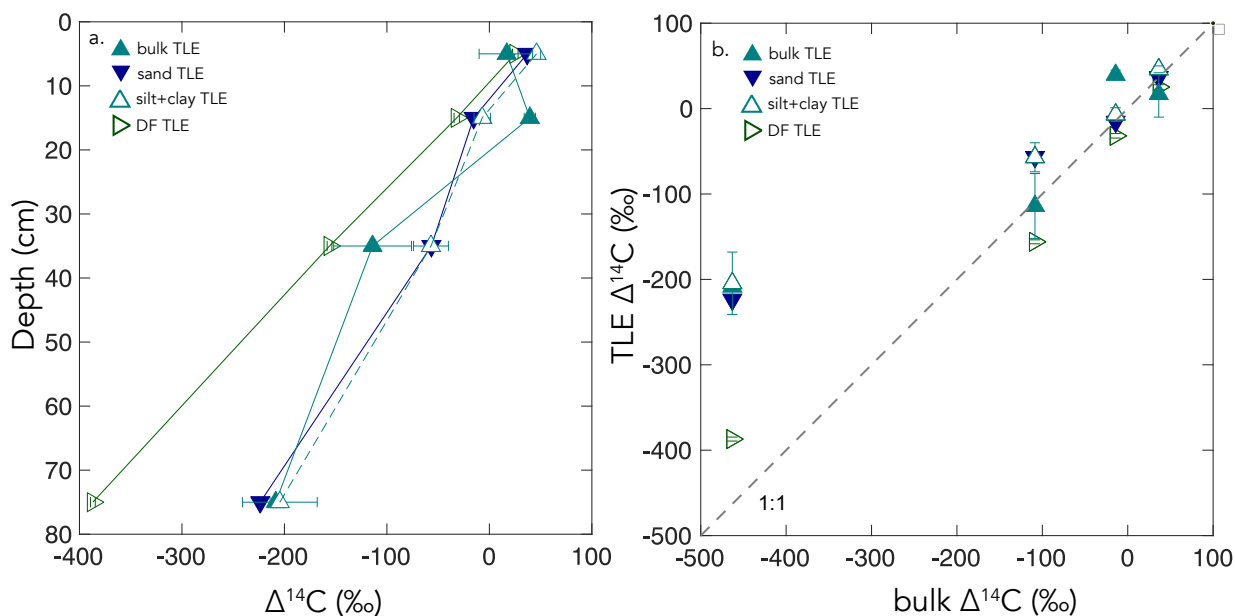 a.
bulk TLE
sand TLE
silt+clay TLE
DF TLE
0
10
20
30
40
50
60
70
80
Depth (cm)
-400
-300
-200
-100
0
100
Δ¹⁴C (‰)
b.
bulk TLE
sand TLE
silt+clay TLE
DF TLE
100
0
-100
-200
-300
-400
-500
TLE Δ¹⁴C (‰)
1:1
-500
-400
-300
-200
-100
0
100
bulk Δ¹⁴C (‰)